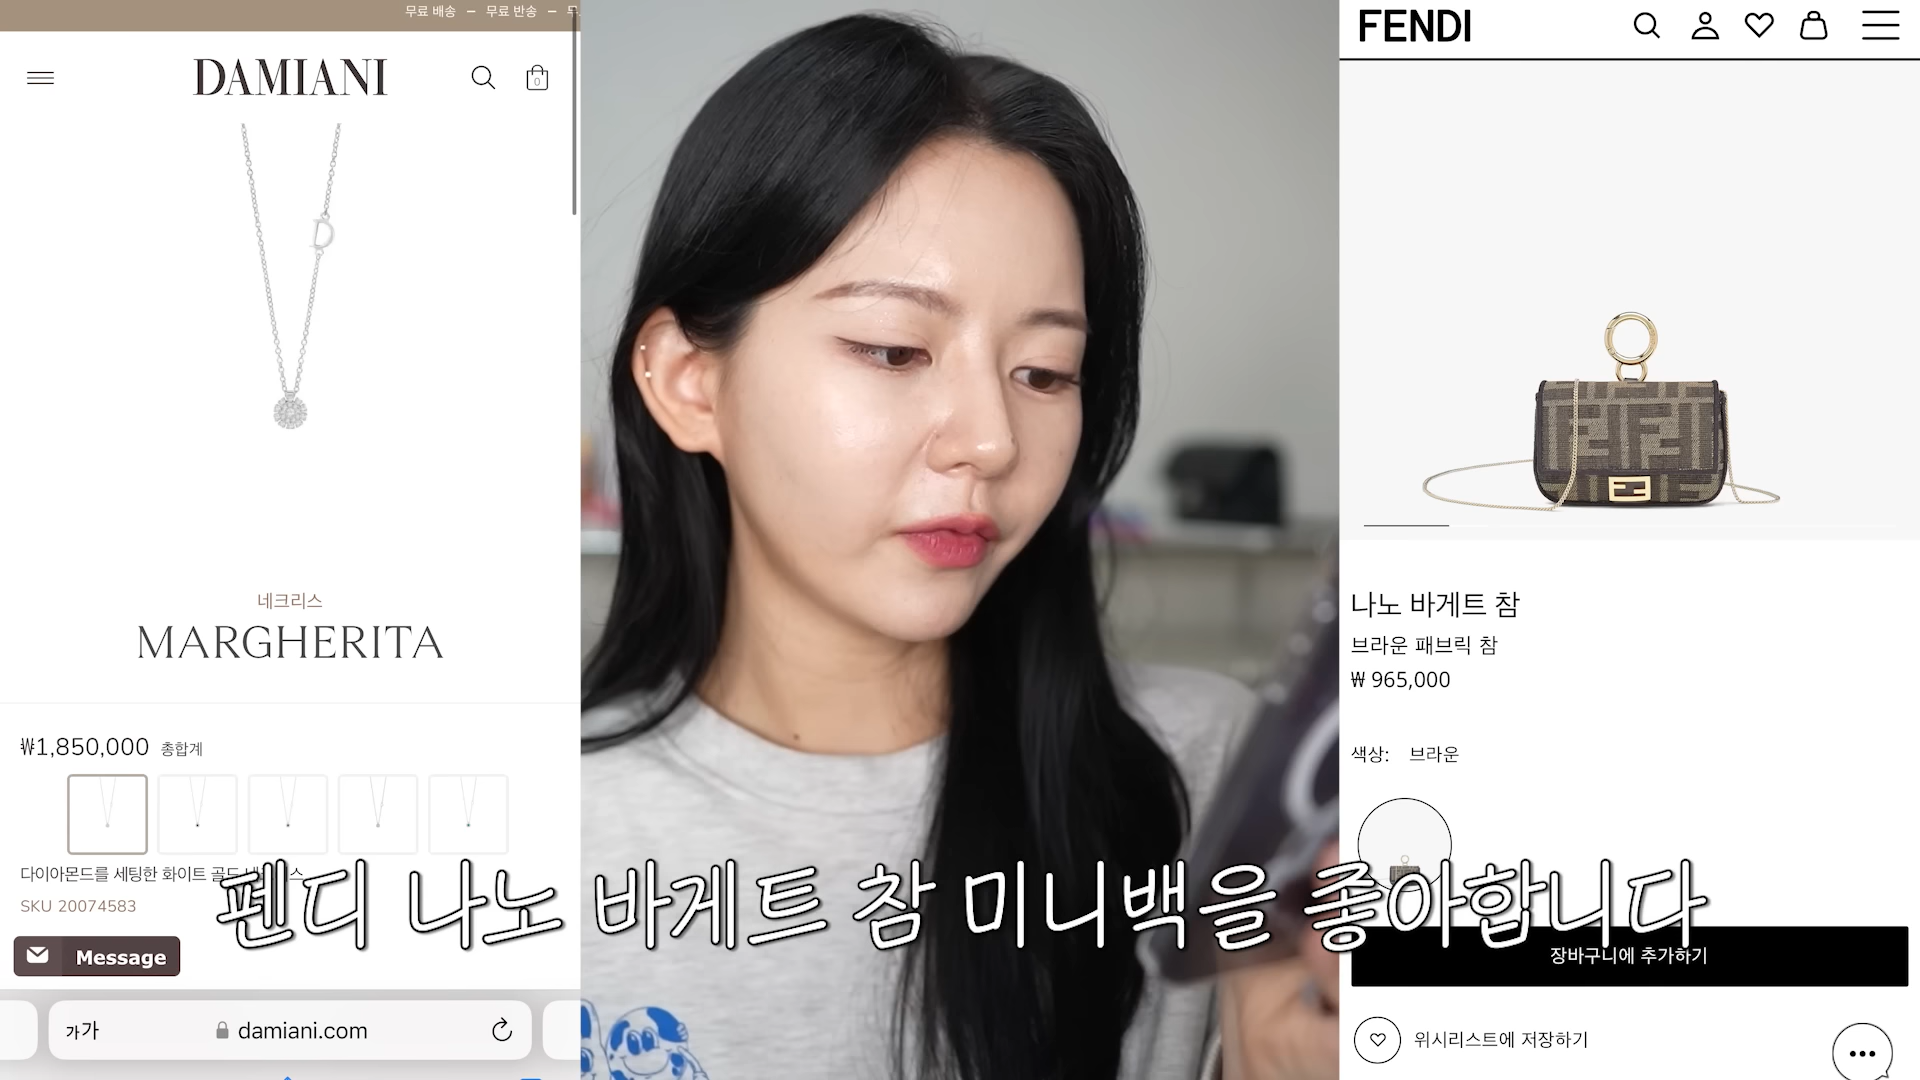 무료 배송 – 무료 반송 –
DAMIANI
0
D
네크리스
MARGHERITA
₩1,850,000 총합계
다이아몬드를 세팅한 화이트 골드
SKU 20074583
Message
가가
damiani.com
펜디 나노 바게트 참 미니백을 좋아합니다
FENDI
나노 바게트 참
브라운 패브릭 참
₩ 965,000
색상: 브라운
장바구니에 추가하기
위시리스트에 저장하기